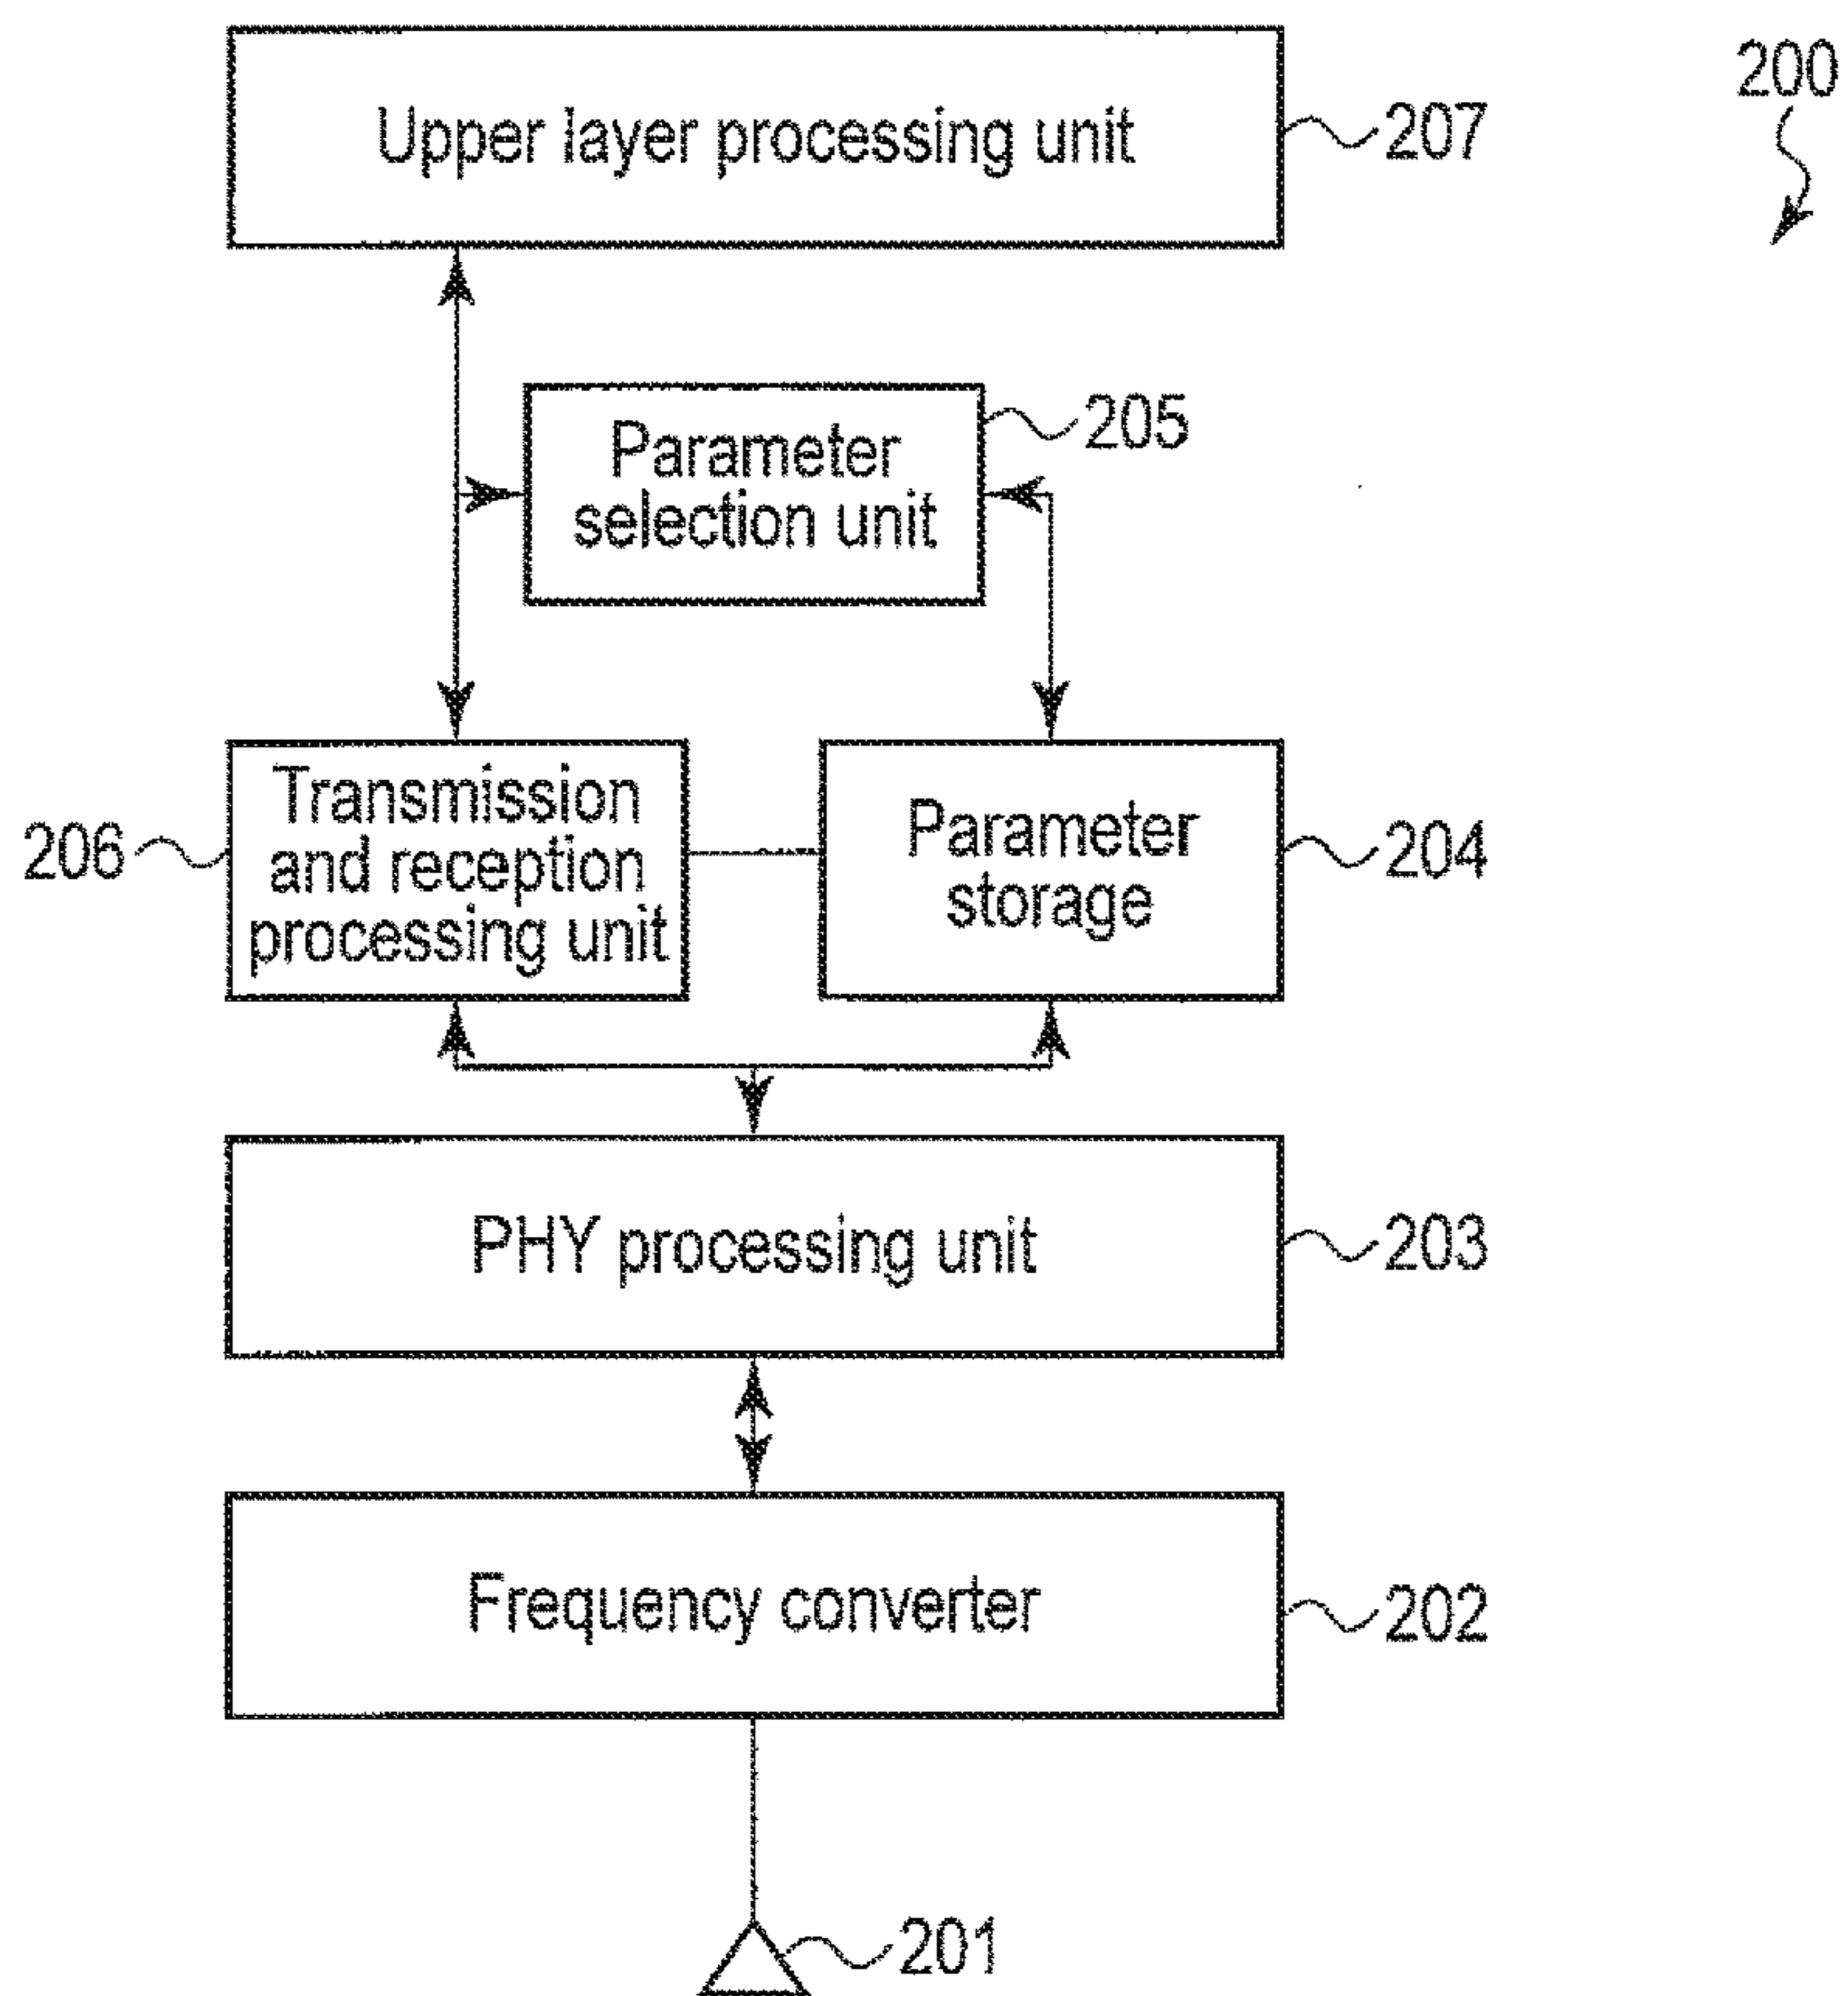 200
Upper layer processing unit
207
205
Parameter
selection unit
206
Transmission
and reception
processing unit
Parameter
storage
204
PHY processing unit
203
Frequency converter
202
201